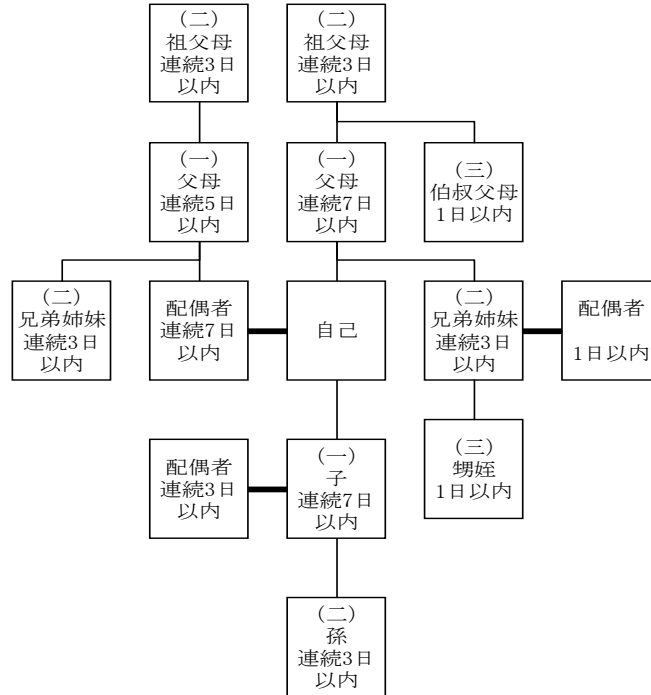 (二)
祖父母
連続3日
以内
(二)
祖父母
連続3日
以内
(一)
父母
連続5日
以内
(一)
父母
連続7日
以内
(三)
伯叔父母
1日以内
(二)
兄弟姉妹
連続3日
以内
配偶者
連続7日
以内
自己
(二)
兄弟姉妹
連続3日
以内
配偶者
1日以内
配偶者
連続3日
以内
(一)
子
連続7日
以内
(三)
甥姪
1日以内
(二)
孫
連続3日
以内